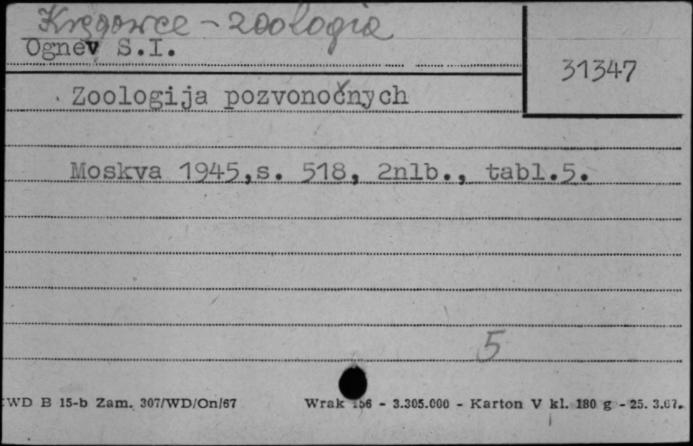 Kręgowce - zoologia
Ognev S.I.
31347
Zoologija pozvonočnych
Moskva 1945,s. 518, 2nlb., tabl.5.
5
WD B 15-b Zam. 307/WD/On/67
Wrak 156 - 3.305.000 - Karton V kl. 180 g - 25. 3.67.